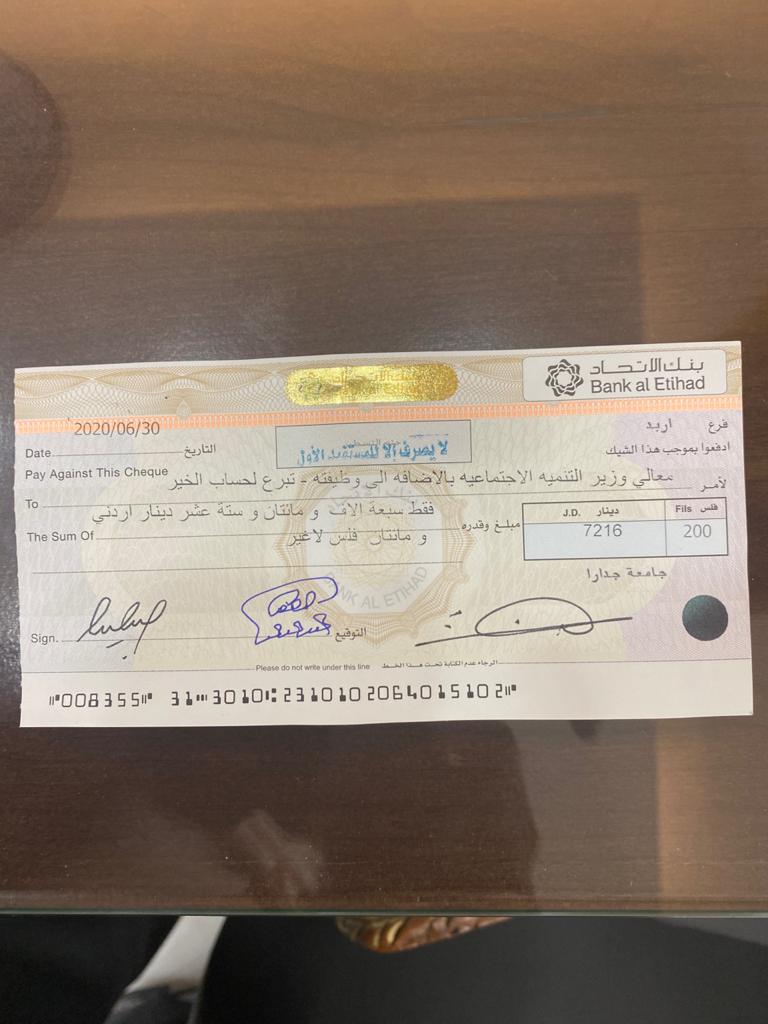 بنك الاتحاد
Bank al Etihad
2020/06/30
Date التاريخ
لا يصرف إلا للمستفيد الأول
فرع اربد
ادفعوا بموجب هذا الشيك
Pay Against This Cheque
To معالي وزير التنميه الاجتماعيه بالاضافه الى وظيفته - تبرع لحساب الخير لأمر
فقط سبعة الاف و مائتان و ستة عشر دينار اردني
The Sum Of و مائتان فلس لاغير مبلغ وقدره
J.D. دينار Fils فلس
7216 200
جامعة جدارا
BANK AL ETIHAD
Sign. التوقيع
Please do not write under this line الرجاء عدم الكتابة تحت هذا الخط
⑈008355⑈ 31⑉3010⑆2310102064015102⑈